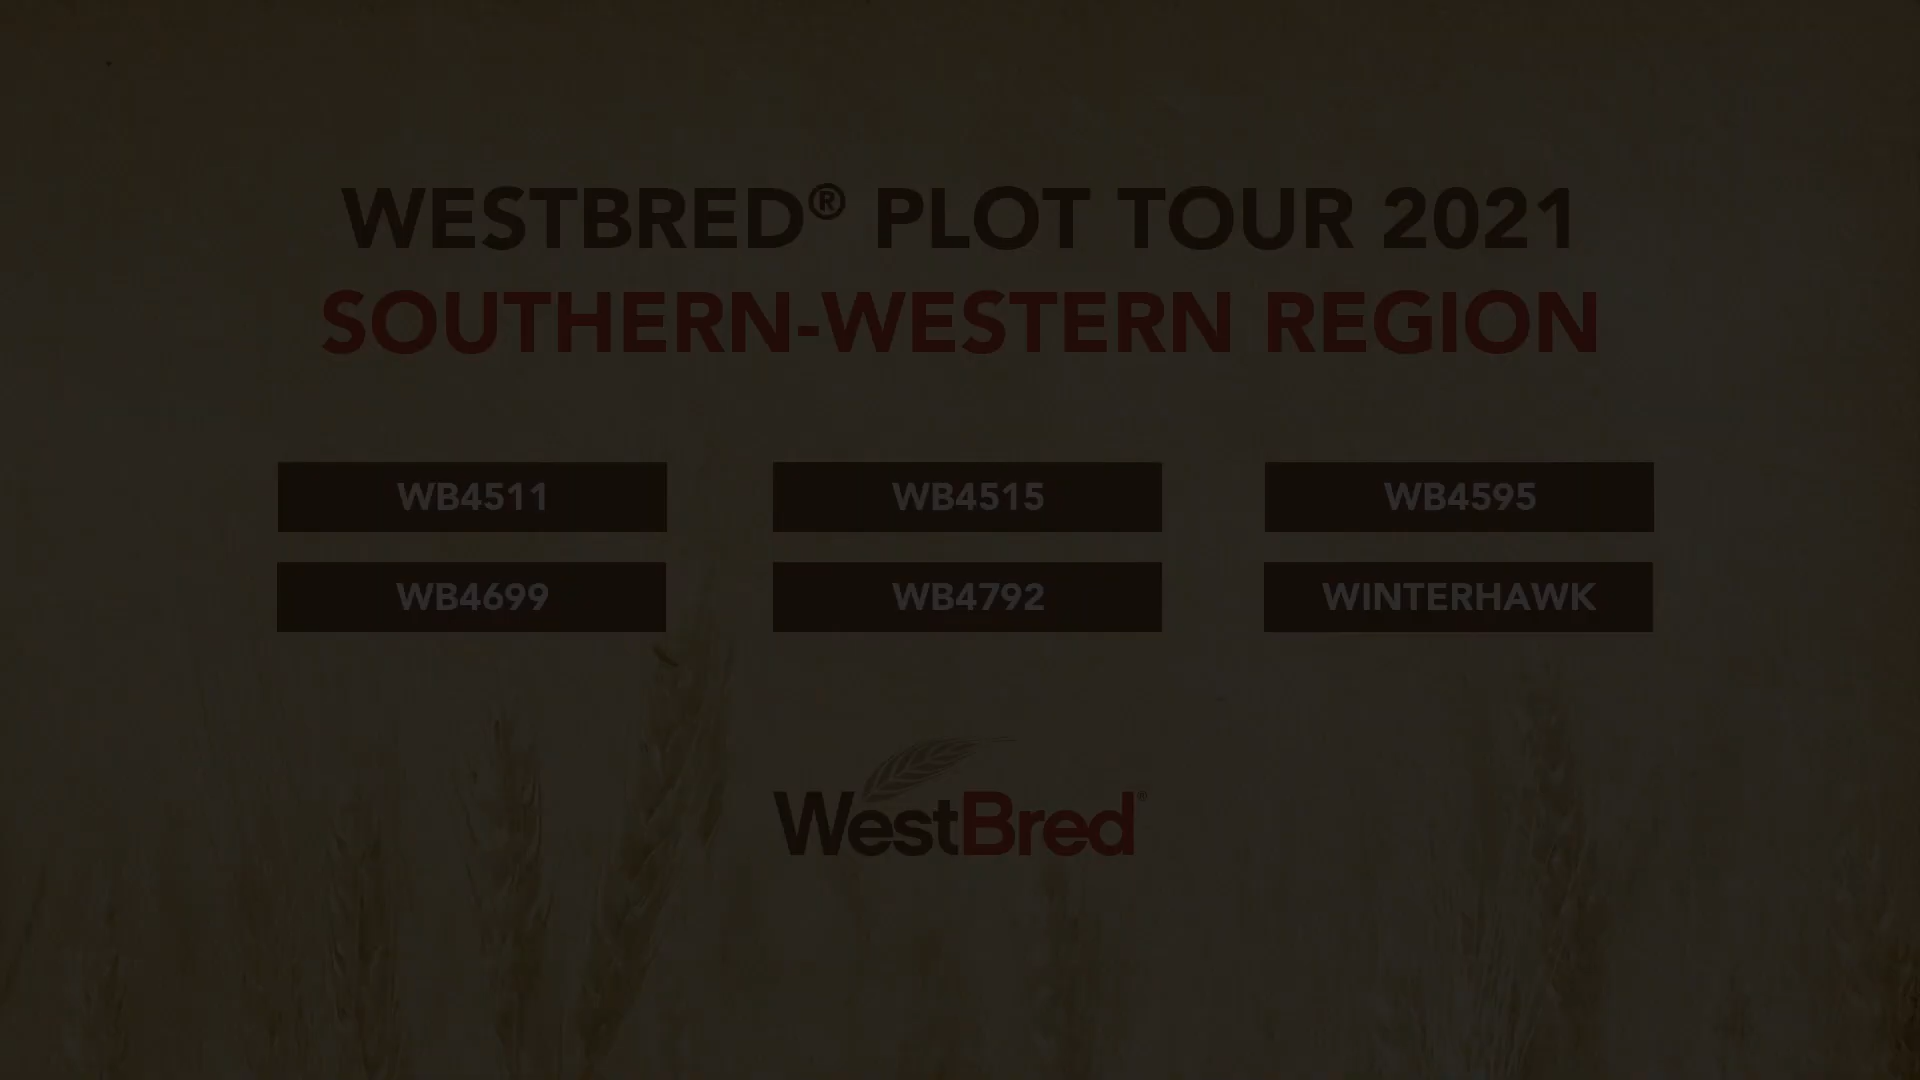 WESTBRED® PLOT TOUR 2021
SOUTHERN-WESTERN REGION
WB4511 WB4515 WB4595
WB4699 WB4792 WINTERHAWK
WestBred®